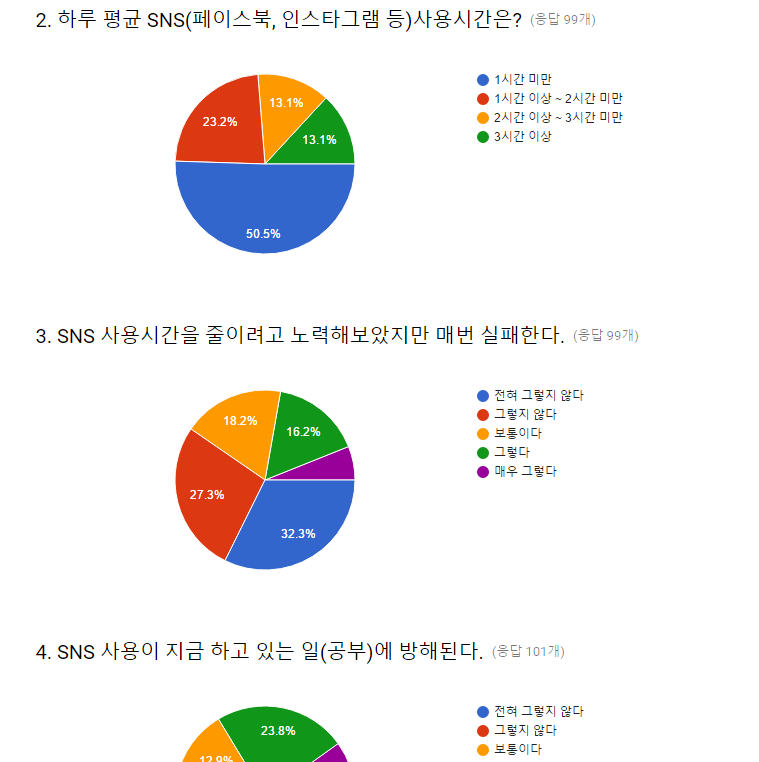 2. 하루 평균 SNS(페이스북, 인스타그램 등)사용시간은? (응답 99개)
1시간 미만
1시간 이상 ~ 2시간 미만
2시간 이상 ~ 3시간 미만
3시간 이상
13.1%
23.2%
13.1%
50.5%
3. SNS 사용시간을 줄이려고 노력해보았지만 매번 실패한다. (응답 99개)
전혀 그렇지 않다
그렇지 않다
보통이다
그렇다
매우 그렇다
18.2%
16.2%
27.3%
32.3%
4. SNS 사용이 지금 하고 있는 일(공부)에 방해된다. (응답 101개)
전혀 그렇지 않다
그렇지 않다
보통이다
23.8%
12.9%